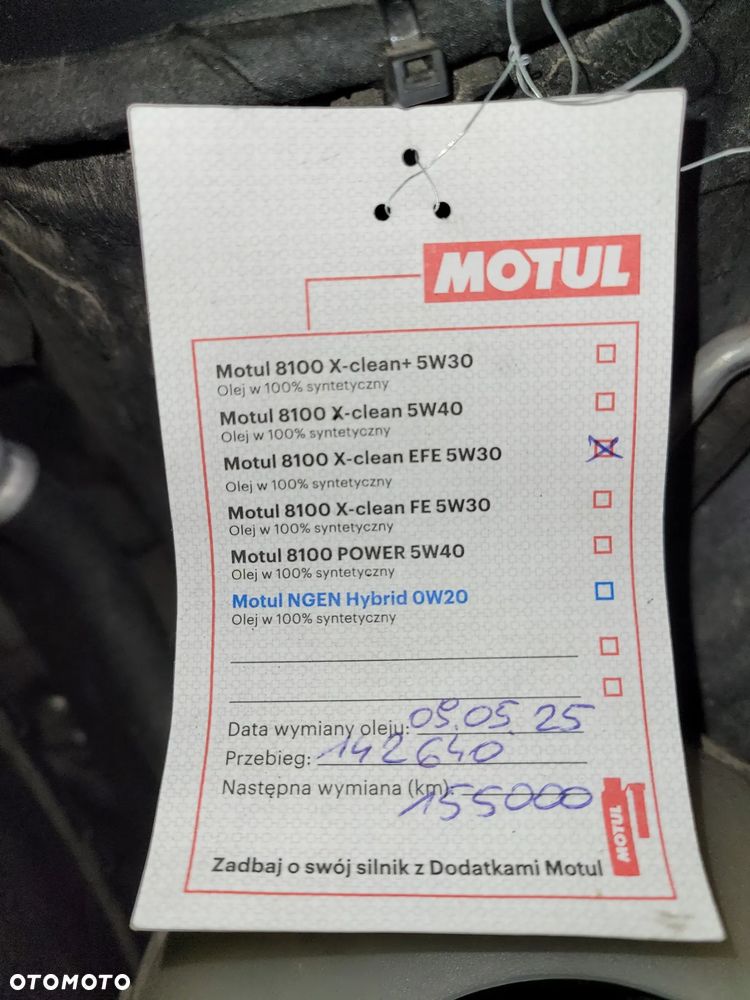 MOTUL
Motul 8100 X-clean+ 5W30
Olej w 100% syntetyczny
Motul 8100 X-clean 5W40
Olej w 100% syntetyczny
Motul 8100 X-clean EFE 5W30
Olej w 100% syntetyczny
Motul 8100 X-clean FE 5W30
Olej w 100% syntetyczny
Motul 8100 POWER 5W40
Olej w 100% syntetyczny
Motul NGEN Hybrid 0W20
Olej w 100% syntetyczny
Data wymiany oleju: 09.05.25
Przebieg: 142640
Następna wymiana (km): 155000
MOTUL
Zadbaj o swój silnik z Dodatkami Motul
OTOMOTO